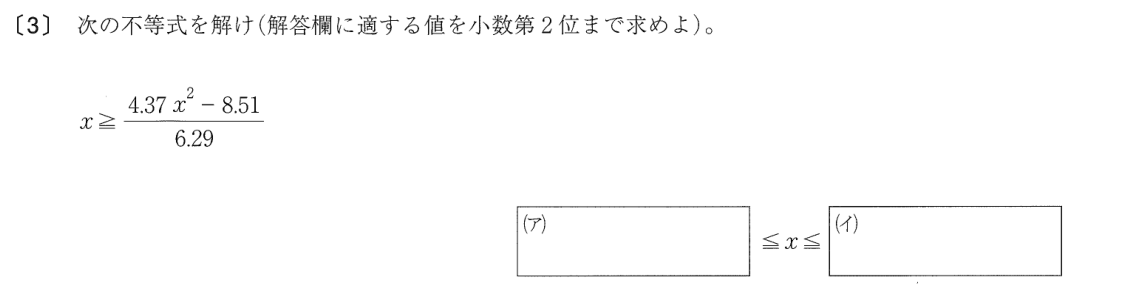 〔3〕 次の不等式を解け(解答欄に適する値を小数第2位まで求めよ)。
x ≧ (4.37 x² − 8.51) / 6.29
(ア) ≦ x ≦ (イ)